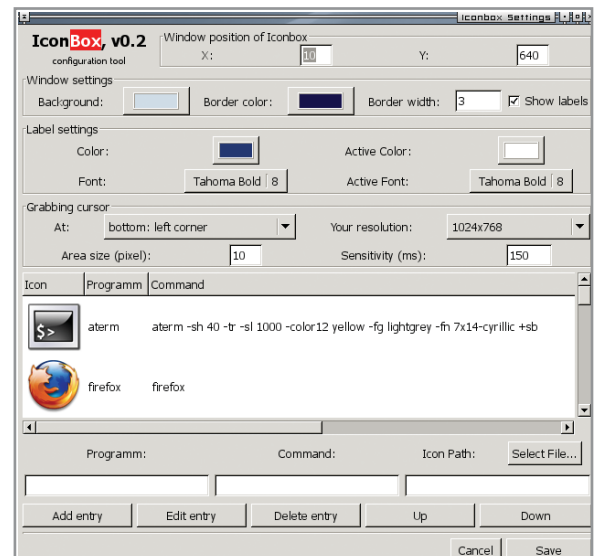 Iconbox Settings
IconBox, v0.2
configuration tool
Window position of Iconbox
X: 10 Y: 640
Window settings
Background: Border color: Border width: 3 Show labels
Label settings
Color: Active Color:
Font: Tahoma Bold 8 Active Font: Tahoma Bold 8
Grabbing cursor
At: bottom: left corner Your resolution: 1024x768
Area size (pixel): 10 Sensitivity (ms): 150
Icon Programm Command
$> aterm aterm -sh 40 -tr -sl 1000 -color12 yellow -fg lightgrey -fn 7x14-cyrillic +sb
firefox firefox
Programm: Command: Icon Path: Select File...
Add entry Edit entry Delete entry Up Down
Cancel Save